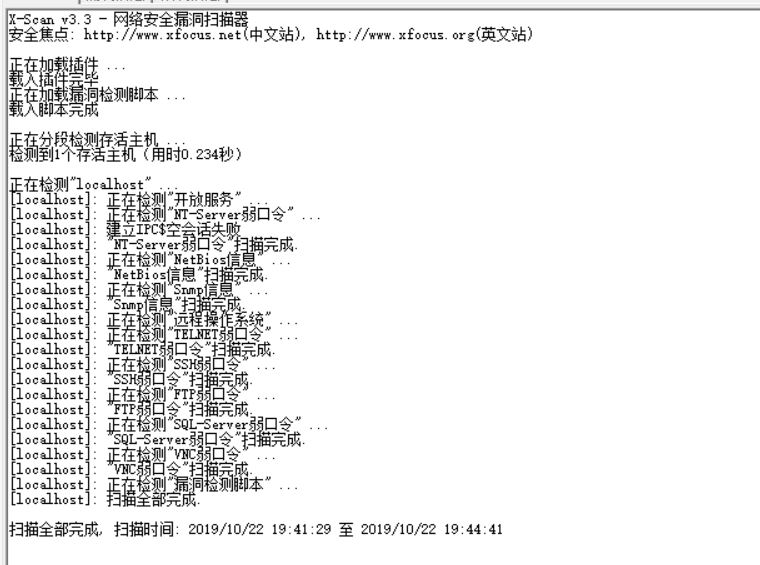 X-Scan v3.3 - 网络安全漏洞扫描器
安全焦点: http://www.xfocus.net(中文站), http://www.xfocus.org(英文站)
正在加载插件 ...
载入插件完毕
正在加载漏洞检测脚本 ...
载入脚本完成
正在分段检测存活主机 ...
检测到1个存活主机 (用时0.234秒)
正在检测"localhost" ...
[localhost]: 正在检测"开放服务" ...
[localhost]: 正在检测"NT-Server弱口令" ...
[localhost]: 建立IPC$空会话失败
[localhost]: "NT-Server弱口令"扫描完成.
[localhost]: 正在检测"NetBios信息" ...
[localhost]: "NetBios信息"扫描完成.
[localhost]: 正在检测"Snmp信息" ...
[localhost]: "Snmp信息"扫描完成.
[localhost]: 正在检测"远程操作系统" ...
[localhost]: 正在检测"TELNET弱口令" ...
[localhost]: "TELNET弱口令"扫描完成.
[localhost]: 正在检测"SSH弱口令" ...
[localhost]: "SSH弱口令"扫描完成.
[localhost]: 正在检测"FTP弱口令" ...
[localhost]: "FTP弱口令"扫描完成.
[localhost]: 正在检测"SQL-Server弱口令" ...
[localhost]: "SQL-Server弱口令"扫描完成.
[localhost]: 正在检测"VNC弱口令" ...
[localhost]: "VNC弱口令"扫描完成.
[localhost]: 正在检测"漏洞检测脚本" ...
[localhost]: 扫描全部完成.
扫描全部完成, 扫描时间: 2019/10/22 19:41:29 至 2019/10/22 19:44:41